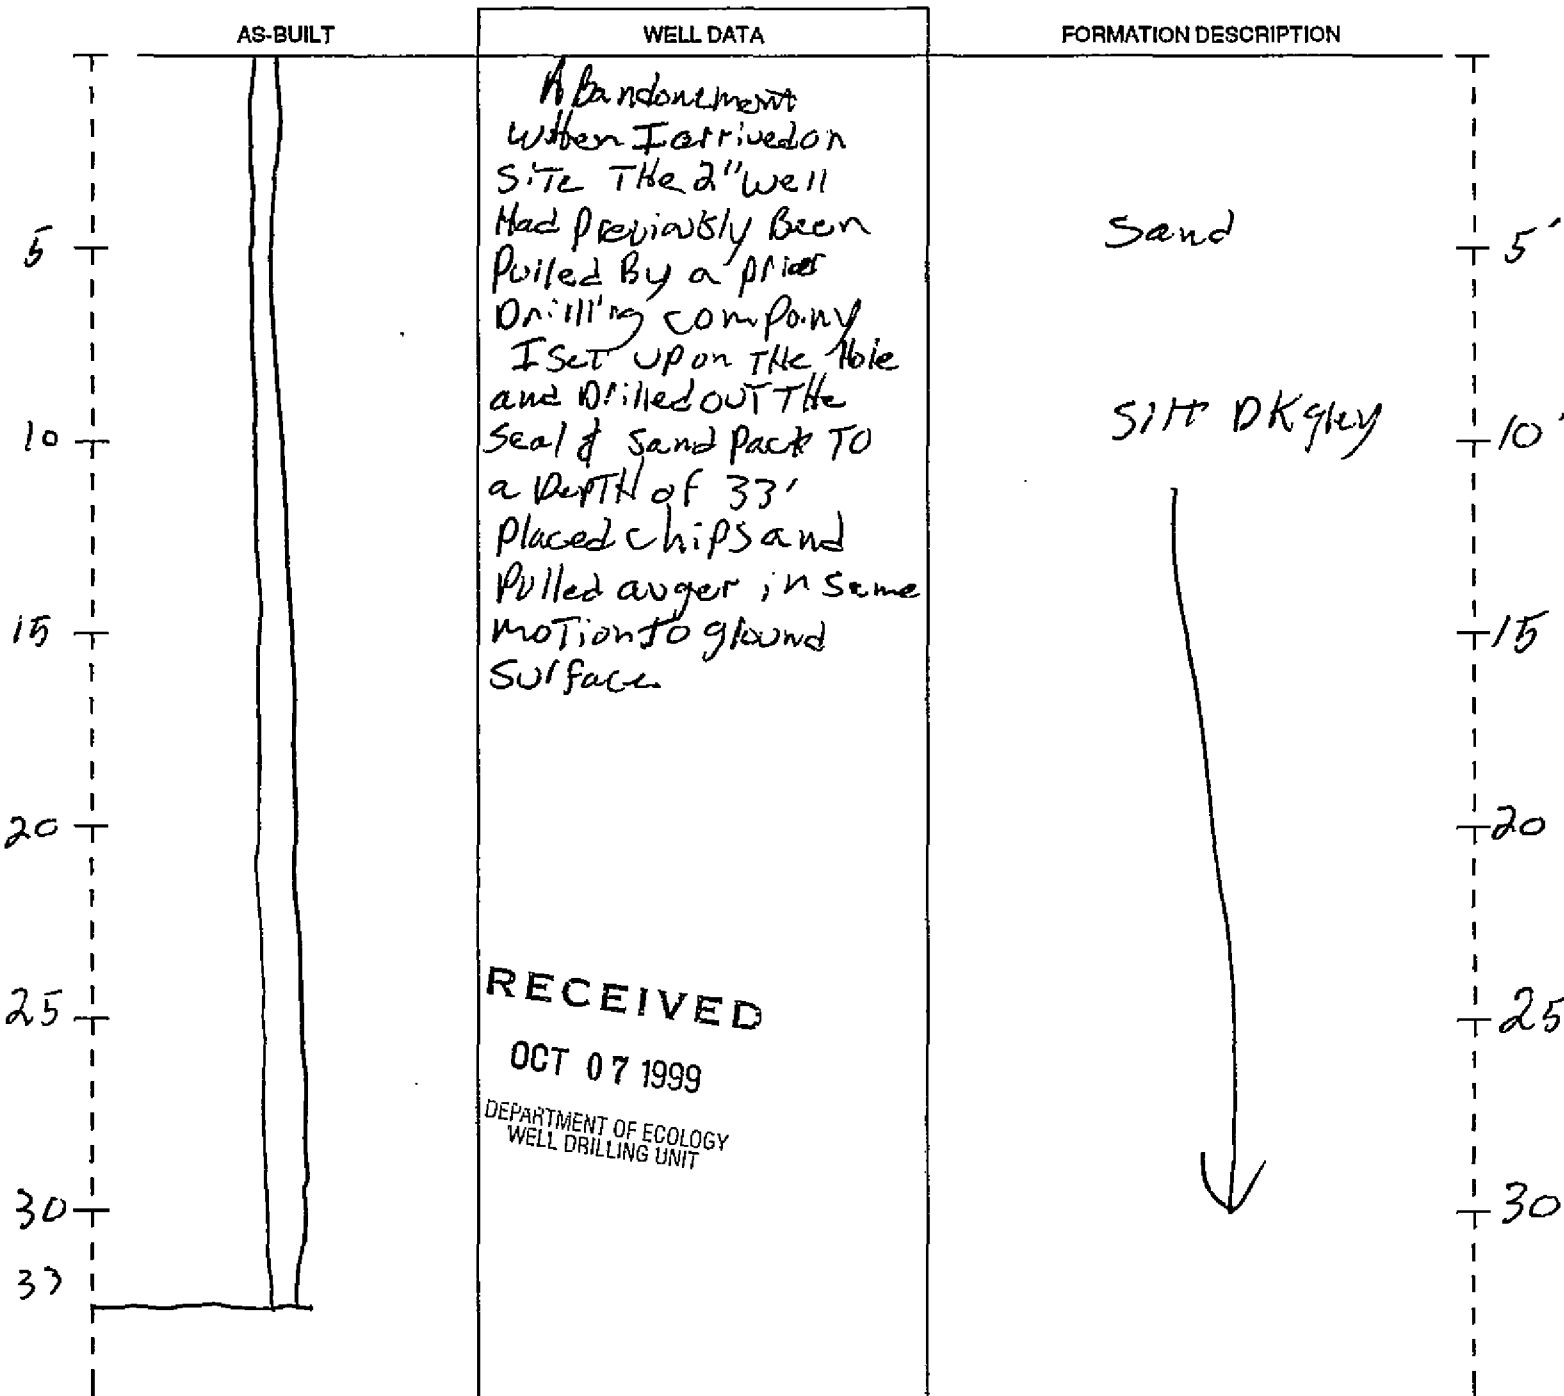 AS-BUILT WELL DATA FORMATION DESCRIPTION
ABandonement
WHen I arrived on
SiTe THe 2" well
Had Previously Been
Pulled By a prior
Drilling company
I SeT up on THe Hole
and Drilled ouT THe
Seal & Sand Pack TO
a DepTH of 33'
Placed chips and
Pulled auger in same
moTion to ground
Surface
Sand
Silt DK grey
5
10
15
20
25
30
33
5'
10'
15
20
25
30
RECEIVED
OCT 07 1999
DEPARTMENT OF ECOLOGY
WELL DRILLING UNIT